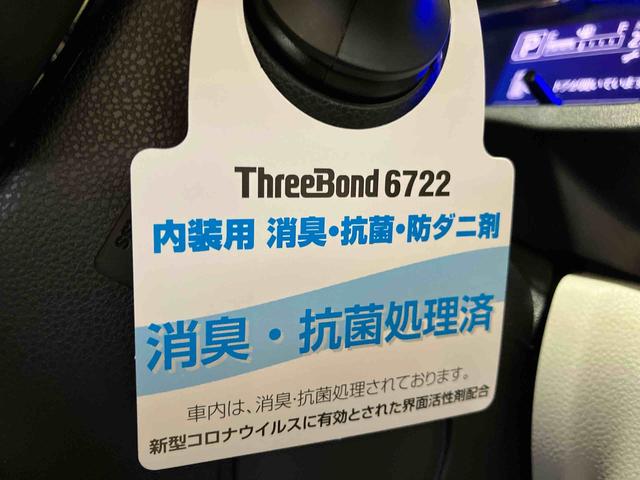 ThreeBond 6722
内装用 消臭・抗菌・防ダニ剤
消臭・抗菌処理済
車内は、消臭・抗菌処理されております。
新型コロナウイルスに有効とされた界面活性剤配合
P